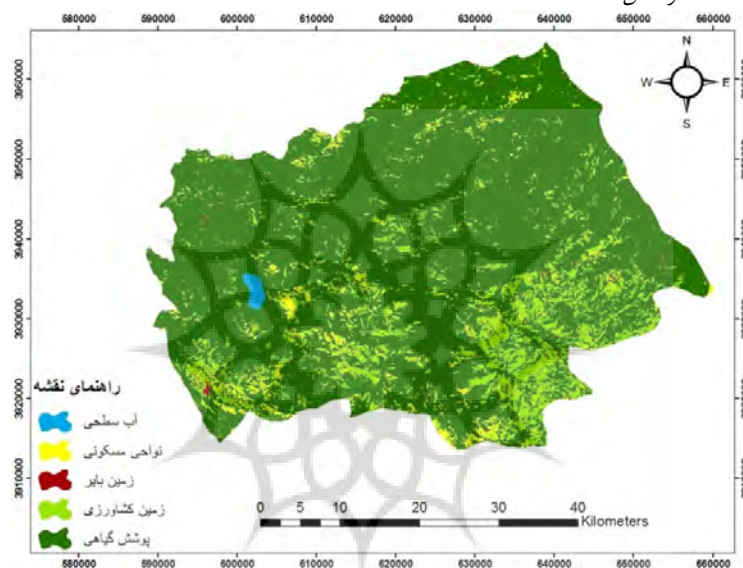 580000 590000 600000 610000 620000 630000 640000 650000 660000
N
W E
S
3960000
3950000
3940000
3920000
3910000
راهنمای نقشه
آب سطحی
نواحی مسکونی
زمین بایر
زمین کشاورزی
پوشش گیاهی
0 5 10 20 30 40
Kilometers
580000 590000 600000 610000 620000 630000 640000 650000 660000